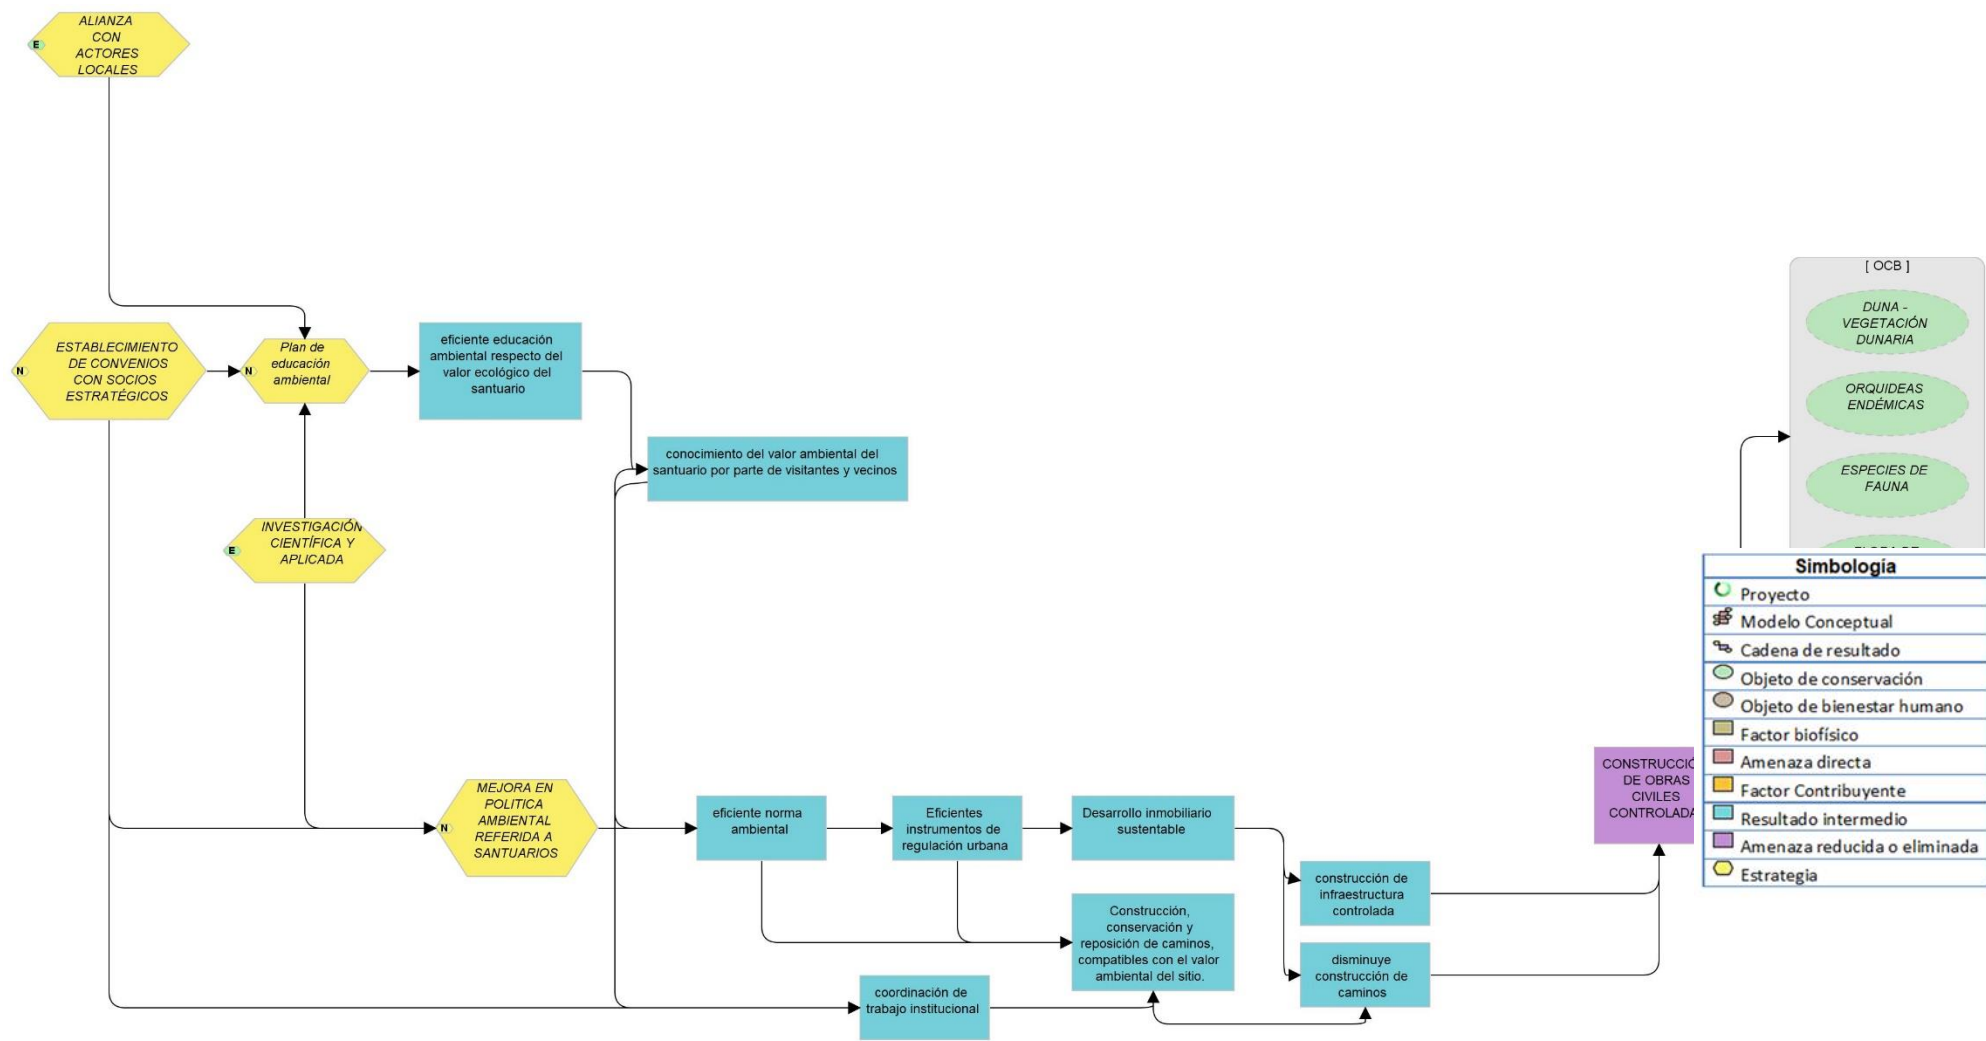 ALIANZA
CON
ACTORES
LOCALES
E
ESTABLECIMIENTO
DE CONVENIOS
CON SOCIOS
ESTRATÉGICOS
N
Plan de
educación
ambiental
N
eficiente educación
ambiental respecto del
valor ecológico del
santuario
conocimiento del valor ambiental del
santuario por parte de visitantes y vecinos
INVESTIGACIÓN
CIENTÍFICA Y
APLICADA
E
MEJORA EN
POLITICA
AMBIENTAL
REFERIDA A
SANTUARIOS
N
eficiente norma
ambiental
Eficientes
instrumentos de
regulación urbana
Desarrollo inmobiliario
sustentable
construcción de
infraestructura
controlada
Construcción,
conservación y
reposición de caminos,
compatibles con el valor
ambiental del sitio.
disminuye
construcción de
caminos
coordinación de
trabajo institucional
DE OBRAS
CIVILES
[ OCB ]
DUNA -
VEGETACIÓN
DUNARIA
ORQUIDEAS
ENDÉMICAS
ESPECIES DE
FAUNA
Simbología
Proyecto
Modelo Conceptual
Cadena de resultado
Objeto de conservación
Objeto de bienestar humano
Factor biofísico
Amenaza directa
Factor Contribuyente
Resultado intermedio
Amenaza reducida o eliminada
Estrategia